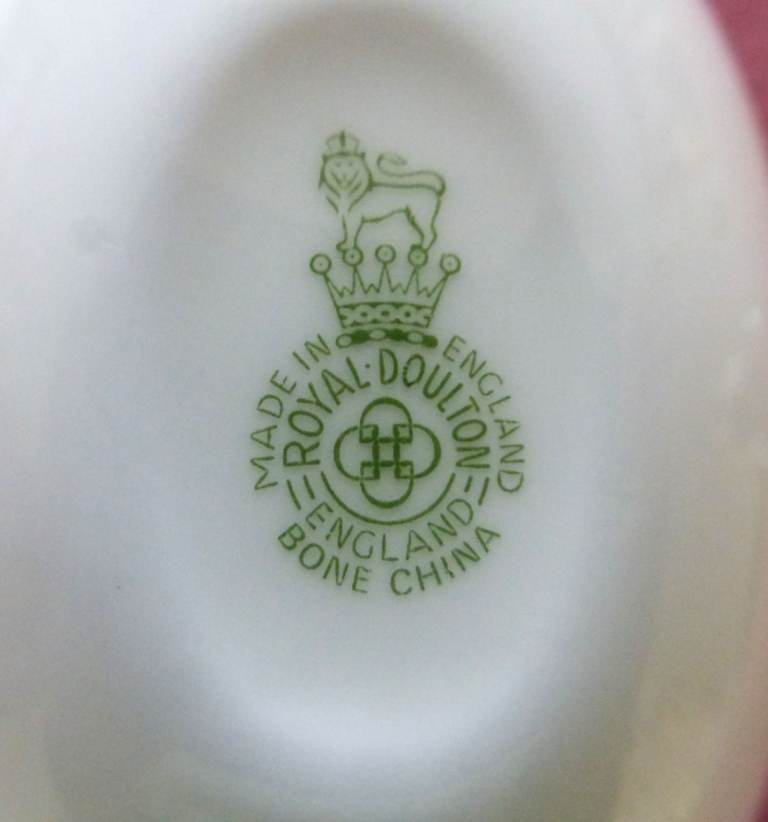 MADE IN ENGLAND
ROYAL·DOULTON
ENGLAND
BONE CHINA